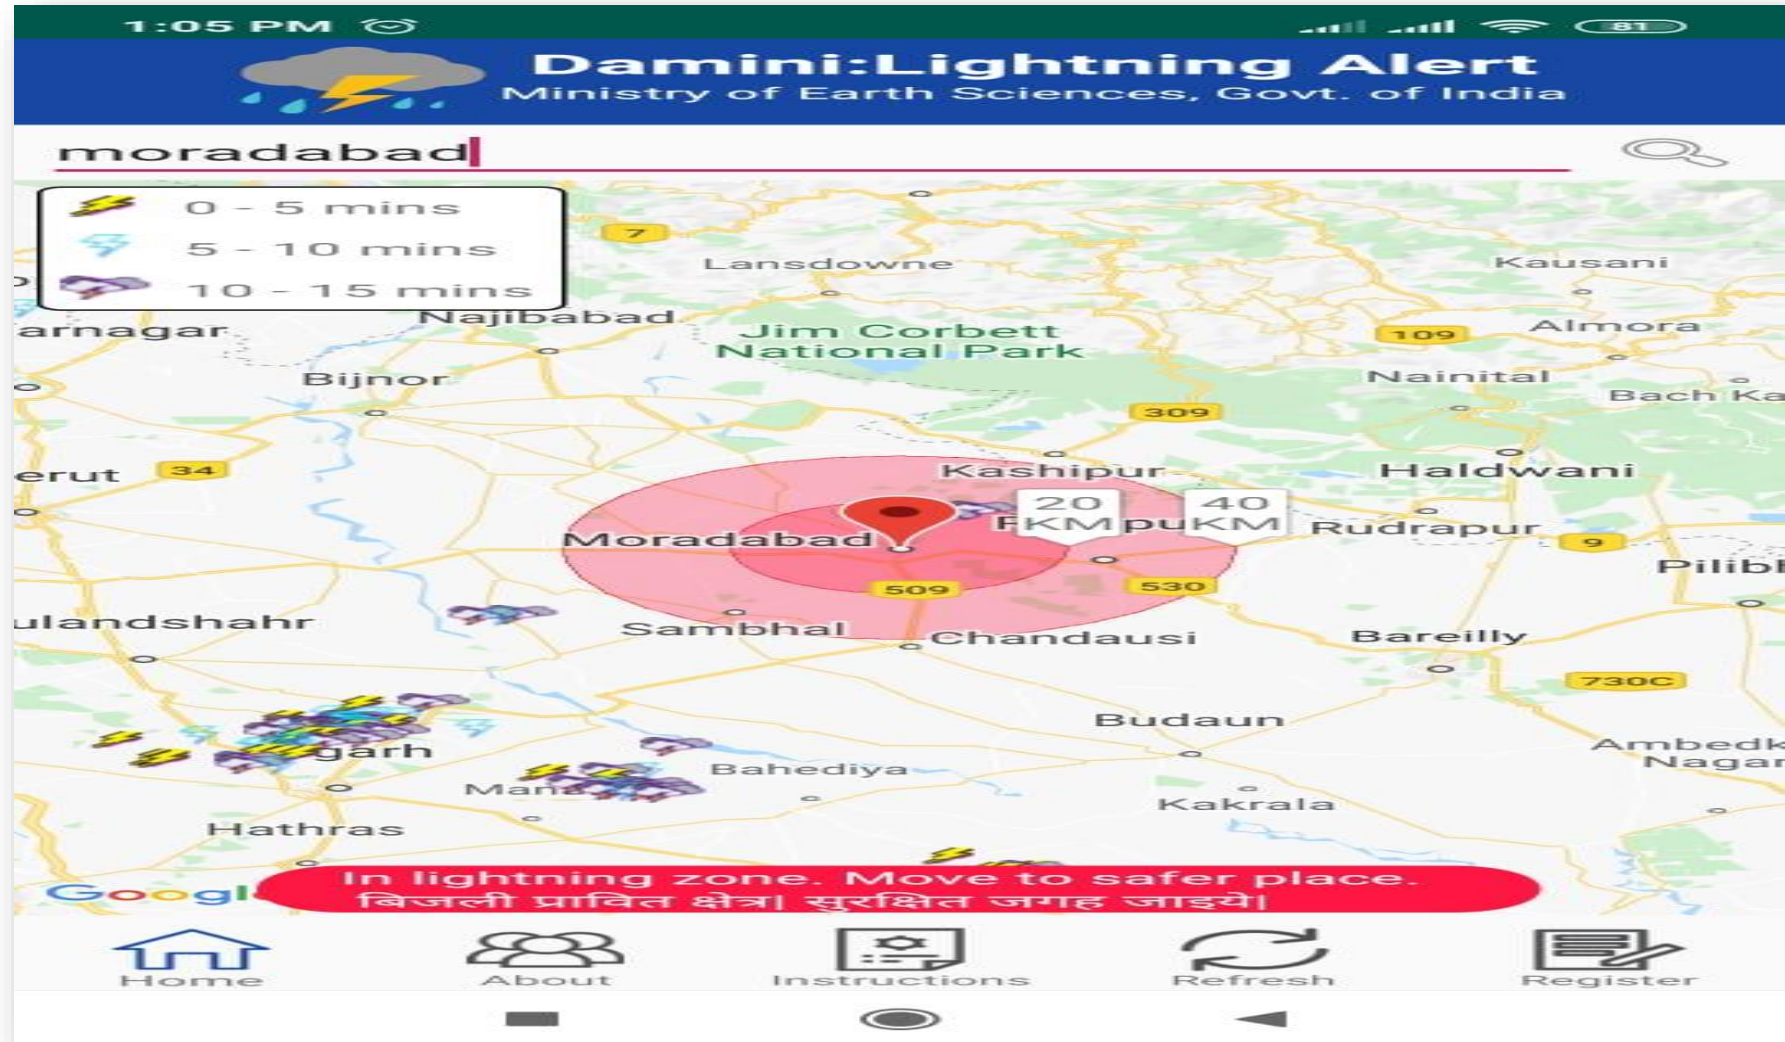 1:05 PM
81
Damini:Lightning Alert
Ministry of Earth Sciences, Govt. of India
moradabad
0 - 5 mins
5 - 10 mins
10 - 15 mins
7
Lansdowne
Kausani
arnagar
Najibabad
Jim Corbett
National Park
109
Almora
Bijnor
Nainital
Bach Ka
309
erut
34
Kashipur
Haldwani
20
KM
40
KM
Moradabad
pu
Rudrapur
9
Pilibh
509
530
ulandshahr
Sambhal
Chandausi
Bareilly
730C
Budaun
garh
Ambedk
Nagar
Mana
Bahediya
Kakrala
Hathras
Googl
In lightning zone. Move to safer place.
बिजली प्रावित क्षेत्र। सुरक्षित जगह जाइये।
Home
About
Instructions
Refresh
Register